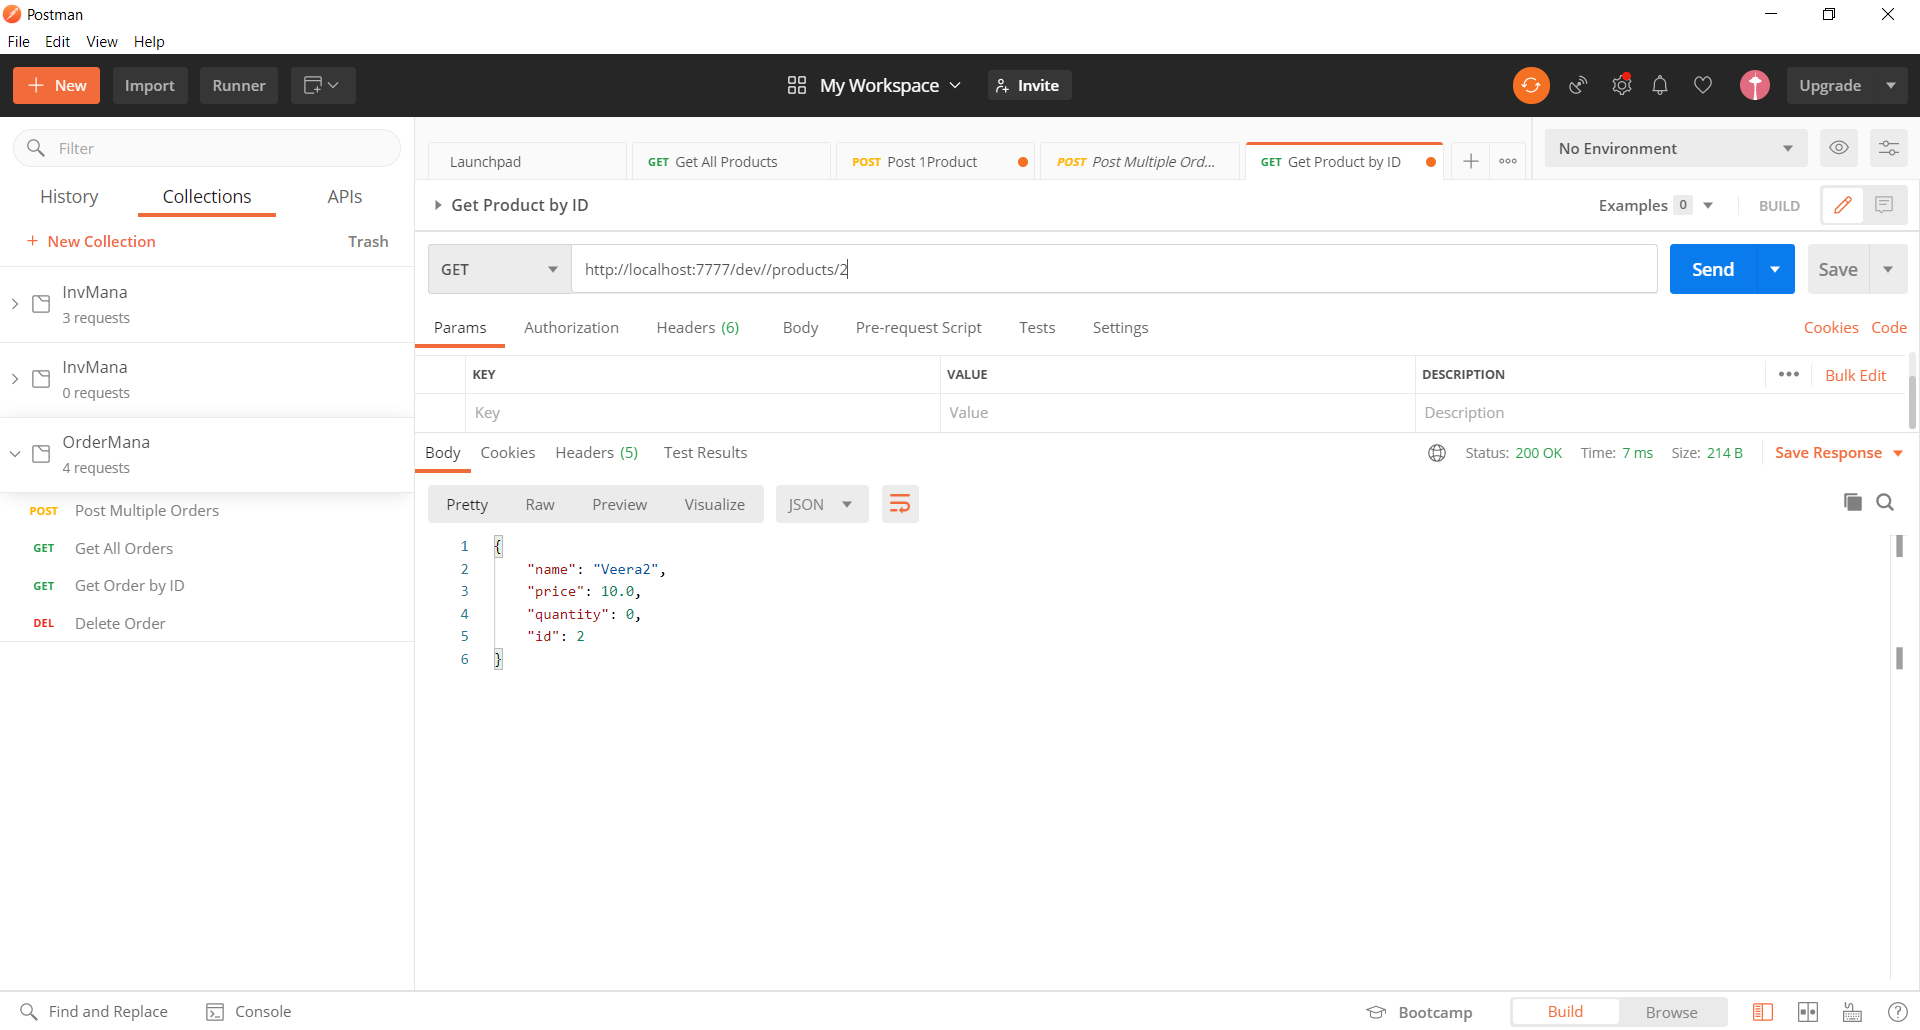 Postman
File Edit View Help
New Import Runner My Workspace Invite Upgrade
Filter
History Collections APIs
+ New Collection Trash
InvMana
3 requests
InvMana
0 requests
OrderMana
4 requests
POST Post Multiple Orders
GET Get All Orders
GET Get Order by ID
DEL Delete Order
Launchpad GET Get All Products POST Post 1Product POST Post Multiple Ord... GET Get Product by ID No Environment
Get Product by ID Examples 0 BUILD
GET http://localhost:7777/dev//products/2 Send Save
Params Authorization Headers (6) Body Pre-request Script Tests Settings Cookies Code
KEY VALUE DESCRIPTION Bulk Edit
Key Value Description
Body Cookies Headers (5) Test Results Status: 200 OK Time: 7 ms Size: 214 B Save Response
Pretty Raw Preview Visualize JSON
1 {
2 "name": "Veera2",
3 "price": 10.0,
4 "quantity": 0,
5 "id": 2
6 }
Find and Replace Console Bootcamp Build Browse